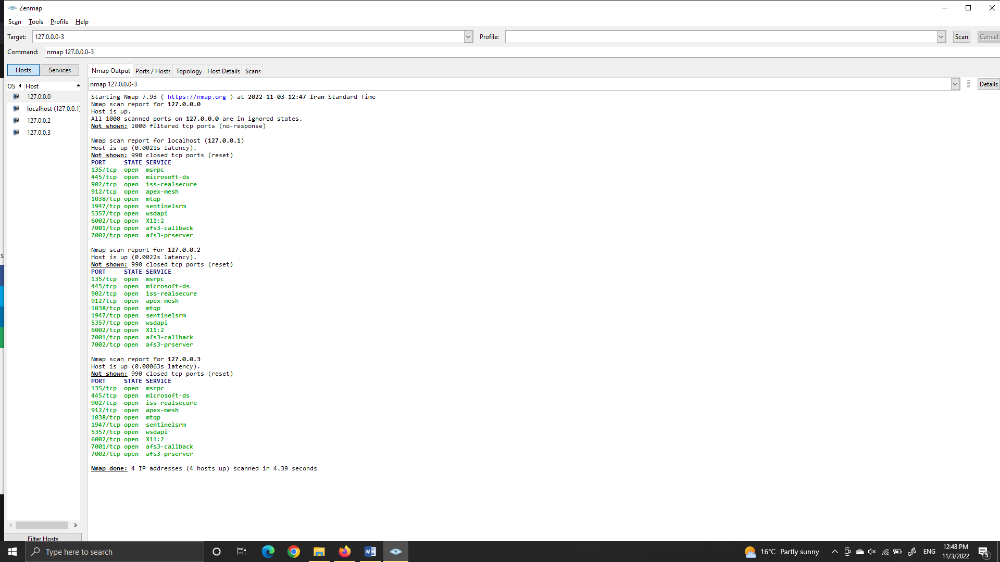 Zenmap
Scan Tools Profile Help
Target: 127.0.0.0-3 Profile: Scan Cancel
Command: nmap 127.0.0.0-3
Hosts Services Nmap Output Ports / Hosts Topology Host Details Scans
nmap 127.0.0.0-3 Details
OS Host
127.0.0.0
localhost (127.0.0.1)
127.0.0.2
127.0.0.3
Starting Nmap 7.93 ( https://nmap.org ) at 2022-11-03 12:47 Iran Standard Time
Nmap scan report for 127.0.0.0
Host is up.
All 1000 scanned ports on 127.0.0.0 are in ignored states.
Not shown: 1000 filtered tcp ports (no-response)
Nmap scan report for localhost (127.0.0.1)
Host is up (0.0021s latency).
Not shown: 990 closed tcp ports (reset)
PORT STATE SERVICE
135/tcp open msrpc
445/tcp open microsoft-ds
902/tcp open iss-realsecure
912/tcp open apex-mesh
1038/tcp open mtqp
1947/tcp open sentinelsrm
5357/tcp open wsdapi
6002/tcp open X11:2
7001/tcp open afs3-callback
7002/tcp open afs3-prserver
Nmap scan report for 127.0.0.2
Host is up (0.0022s latency).
Not shown: 990 closed tcp ports (reset)
PORT STATE SERVICE
135/tcp open msrpc
445/tcp open microsoft-ds
902/tcp open iss-realsecure
912/tcp open apex-mesh
1038/tcp open mtqp
1947/tcp open sentinelsrm
5357/tcp open wsdapi
6002/tcp open X11:2
7001/tcp open afs3-callback
7002/tcp open afs3-prserver
Nmap scan report for 127.0.0.3
Host is up (0.00063s latency).
Not shown: 990 closed tcp ports (reset)
PORT STATE SERVICE
135/tcp open msrpc
445/tcp open microsoft-ds
902/tcp open iss-realsecure
912/tcp open apex-mesh
1038/tcp open mtqp
1947/tcp open sentinelsrm
5357/tcp open wsdapi
6002/tcp open X11:2
7001/tcp open afs3-callback
7002/tcp open afs3-prserver
Nmap done: 4 IP addresses (4 hosts up) scanned in 4.39 seconds
Filter Hosts
Type here to search
16°C Partly sunny
ENG
12:48 PM
11/3/2022
5